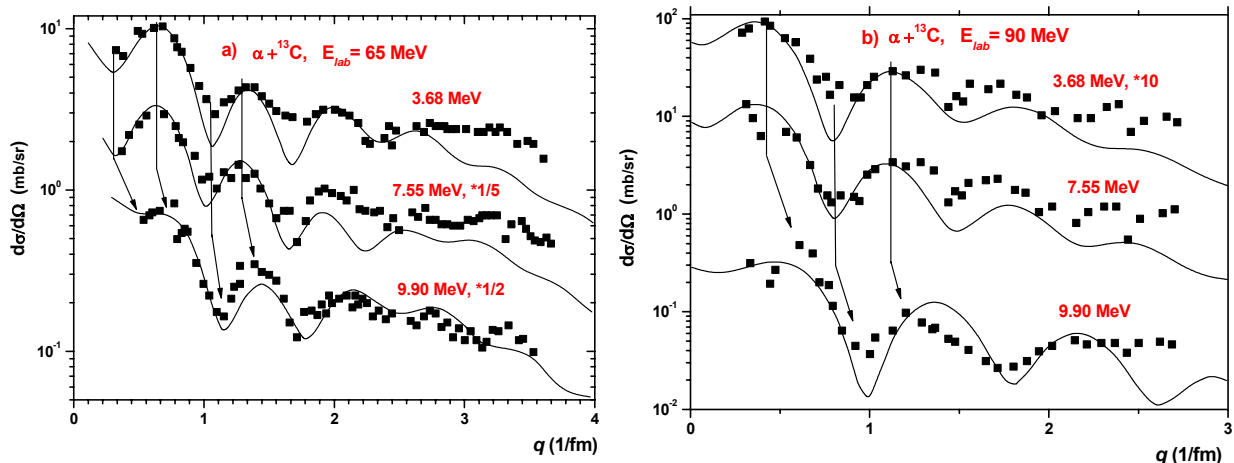 a) α + ¹³C, E_lab = 65 MeV
3.68 MeV
7.55 MeV, *1/5
9.90 MeV, *1/2
dσ/dΩ (mb/sr)
10¹
10⁰
10⁻¹
0 1 2 3 4
q (1/fm)
b) α + ¹³C, E_lab = 90 MeV
3.68 MeV, *10
7.55 MeV
9.90 MeV
dσ/dΩ (mb/sr)
10²
10¹
10⁰
10⁻¹
10⁻²
0 1 2 3
q (1/fm)